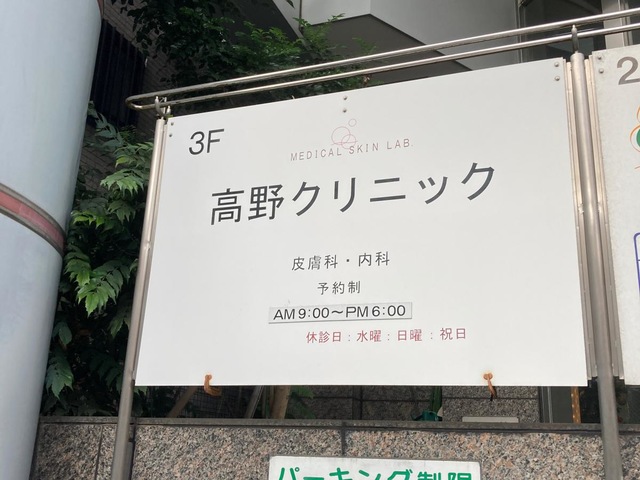 3F
MEDICAL SKIN LAB
高野クリニック
皮膚科・内科
予約制
AM9:00〜PM6:00
休診日:水曜:日曜:祝日
2
パーキング制限